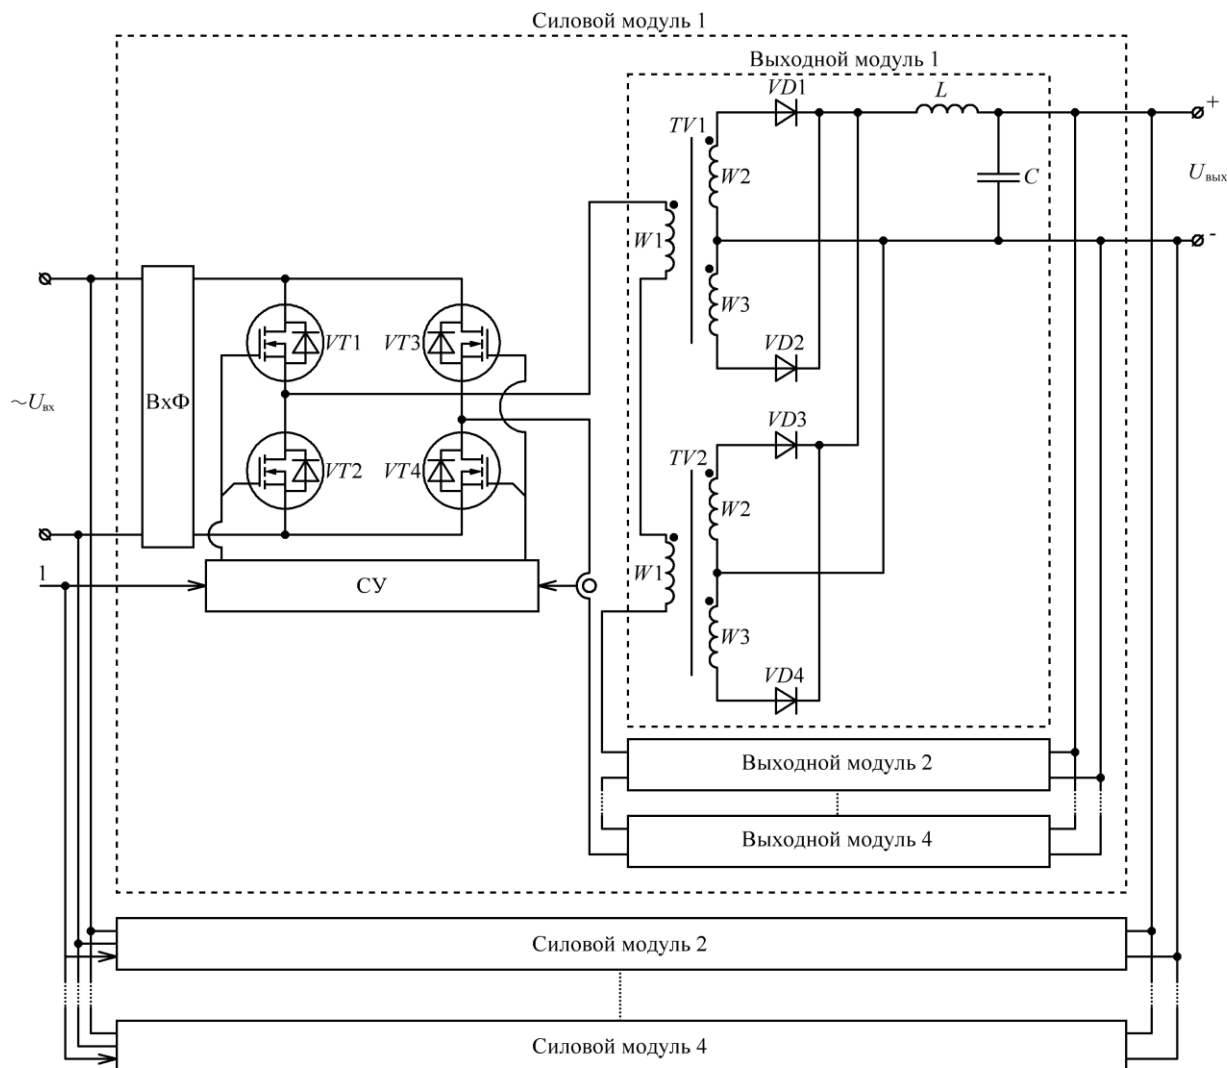 Силовой модуль 1
Выходной модуль 1
VD1
L
+
TV1
W2
C
Uвых
W1
-
W3
VT1
VT3
VD2
~Uвх
ВхФ
VD3
VT2
VT4
TV2
W2
1
СУ
W1
W3
VD4
Выходной модуль 2
Выходной модуль 4
Силовой модуль 2
Силовой модуль 4